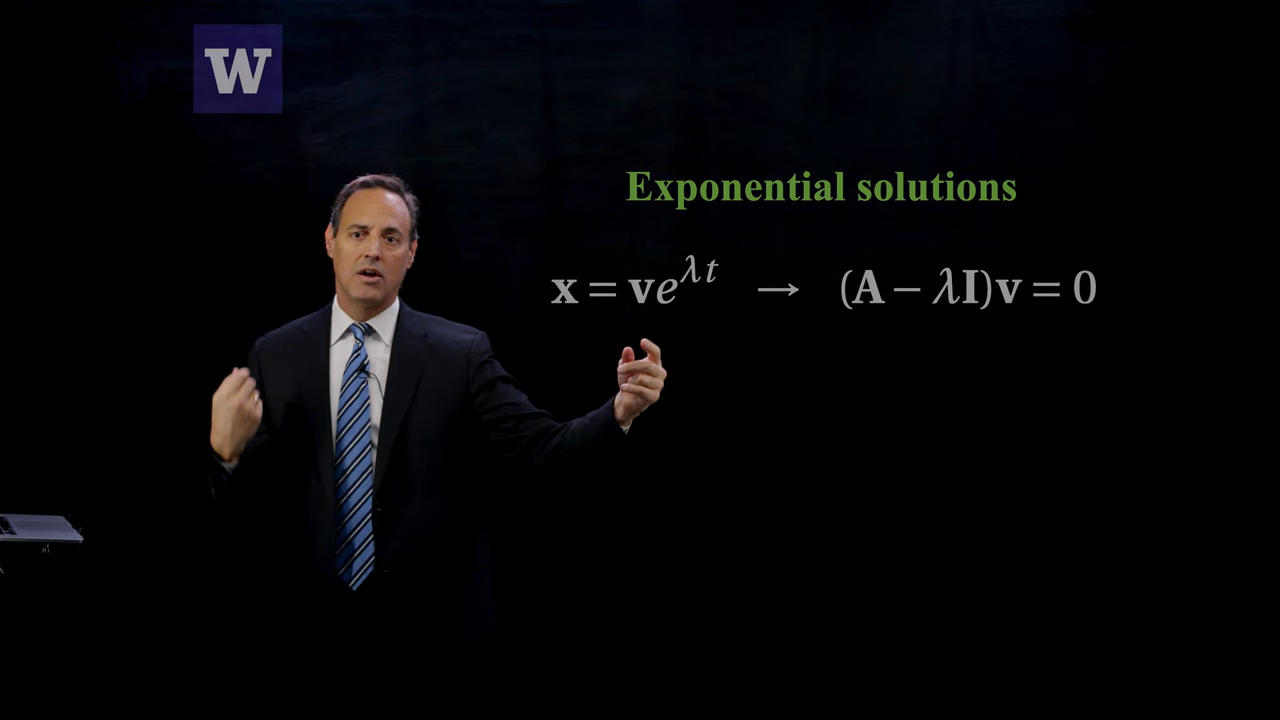 W
Exponential solutions
x = ve^{λt} → (A − λI)v = 0